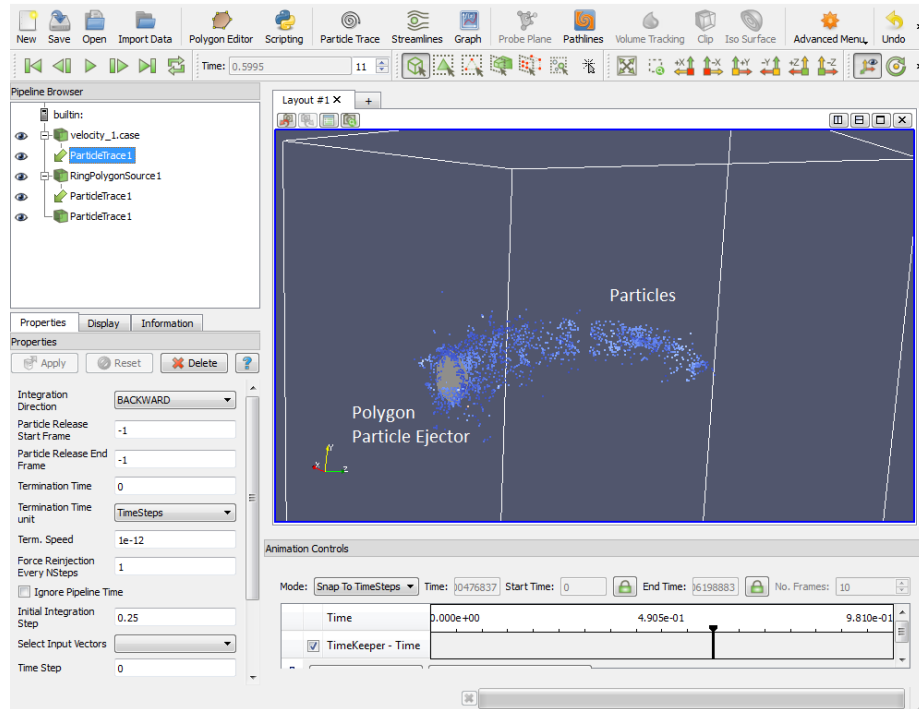 New Save Open Import Data Polygon Editor Scripting Particle Trace Streamlines Graph Probe Plane Pathlines Volume Tracking Clip Iso Surface Advanced Menu Undo
Time: 0.5995 11
+X -X +Y -Y +Z -Z
Pipeline Browser
builtin:
velocity_1.case
ParticleTrace1
RingPolygonSource1
ParticleTrace1
ParticleTrace1
Layout #1 X +
Particles
Polygon
Particle Ejector
Y
X Z
Properties Display Information
Properties
Apply Reset Delete ?
Integration
Direction
BACKWARD
Particle Release
Start Frame
-1
Particle Release End
Frame
-1
Termination Time 0
Termination Time
unit
TimeSteps
Term. Speed 1e-12
Force Reinjection
Every NSteps
1
Ignore Pipeline Time
Initial Integration
Step
0.25
Select Input Vectors
Time Step 0
Animation Controls
Mode: Snap To TimeSteps Time: 00476837 Start Time: 0 End Time: 06198883 No. Frames: 10
Time 0.000e+00 4.905e-01 9.810e-01
TimeKeeper - Time